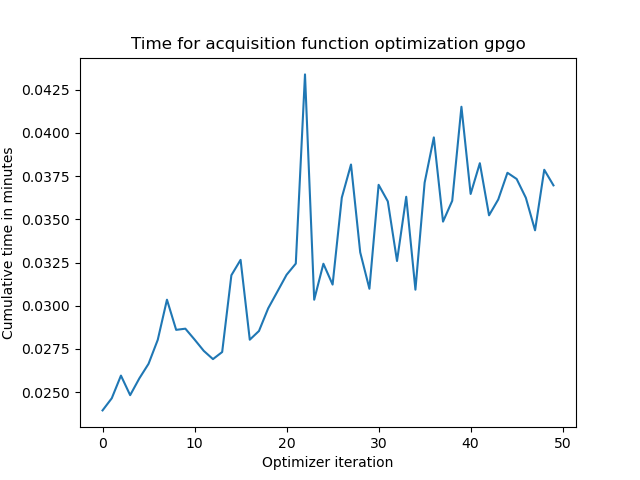 Time for acquisition function optimization gpgo
Cumulative time in minutes
0.0425
0.0400
0.0375
0.0350
0.0325
0.0300
0.0275
0.0250
0 10 20 30 40 50
Optimizer iteration